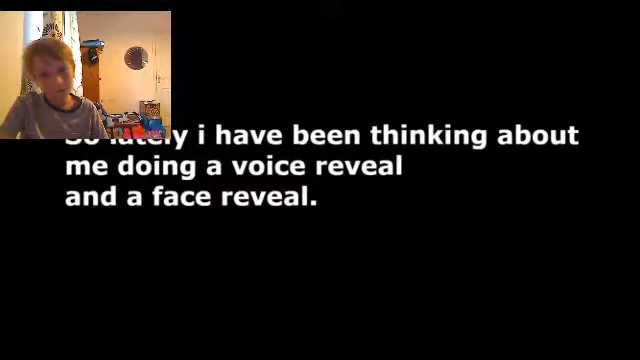 So lately i have been thinking about
me doing a voice reveal
and a face reveal.